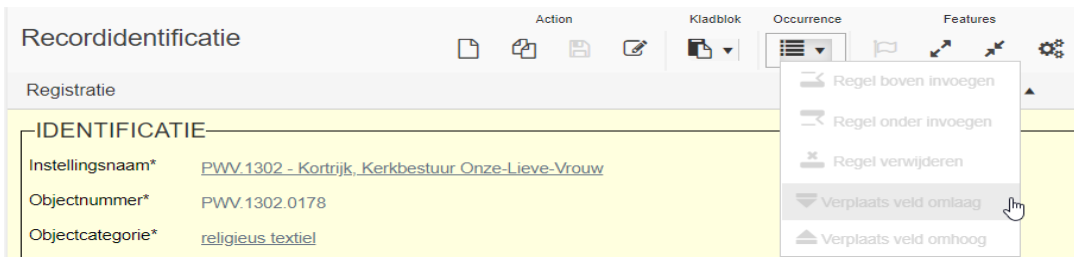 Action Kladblok Occurrence Features
Recordidentificatie
Registratie
Regel boven invoegen
Regel onder invoegen
Regel verwijderen
Verplaats veld omlaag
Verplaats veld omhoog
IDENTIFICATIE
Instellingsnaam* PWV.1302 - Kortrijk, Kerkbestuur Onze-Lieve-Vrouw
Objectnummer* PWV.1302.0178
Objectcategorie* religieus textiel